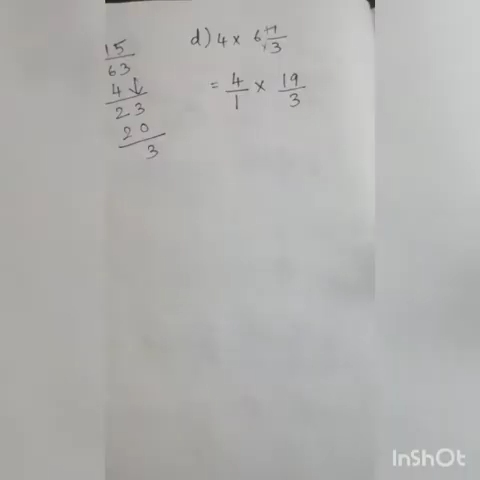 15
63
4 ↓
23
20
3
d) 4 × 6 1/3
= 4/1 × 19/3
InShOt